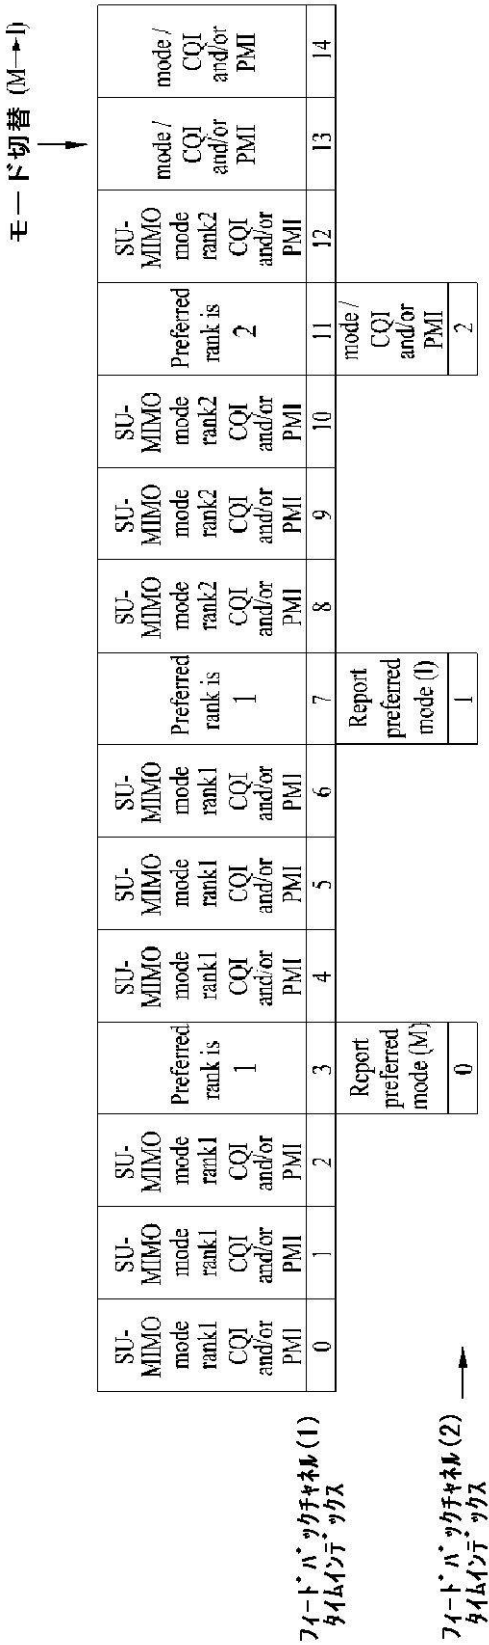 モード切替 (M→I)
SU-
MIMO
mode
rank1
CQI
and/or
PMI
0
SU-
MIMO
mode
rank1
CQI
and/or
PMI
1
SU-
MIMO
mode
rank1
CQI
and/or
PMI
2
Preferred
rank is
1
3
SU-
MIMO
mode
rank1
CQI
and/or
PMI
4
SU-
MIMO
mode
rank1
CQI
and/or
PMI
5
SU-
MIMO
mode
rank1
CQI
and/or
PMI
6
Preferred
rank is
1
7
SU-
MIMO
mode
rank2
CQI
and/or
PMI
8
SU-
MIMO
mode
rank2
CQI
and/or
PMI
9
SU-
MIMO
mode
rank2
CQI
and/or
PMI
10
Preferred
rank is
2
11
SU-
MIMO
mode
rank2
CQI
and/or
PMI
12
mode /
CQI
and/or
PMI
13
mode /
CQI
and/or
PMI
14
フィードバックチャネル(1)
タイムインデックス
Report
preferred
mode (M)
0
Report
preferred
mode (I)
1
mode /
CQI
and/or
PMI
2
フィードバックチャネル(2)
タイムインデックス